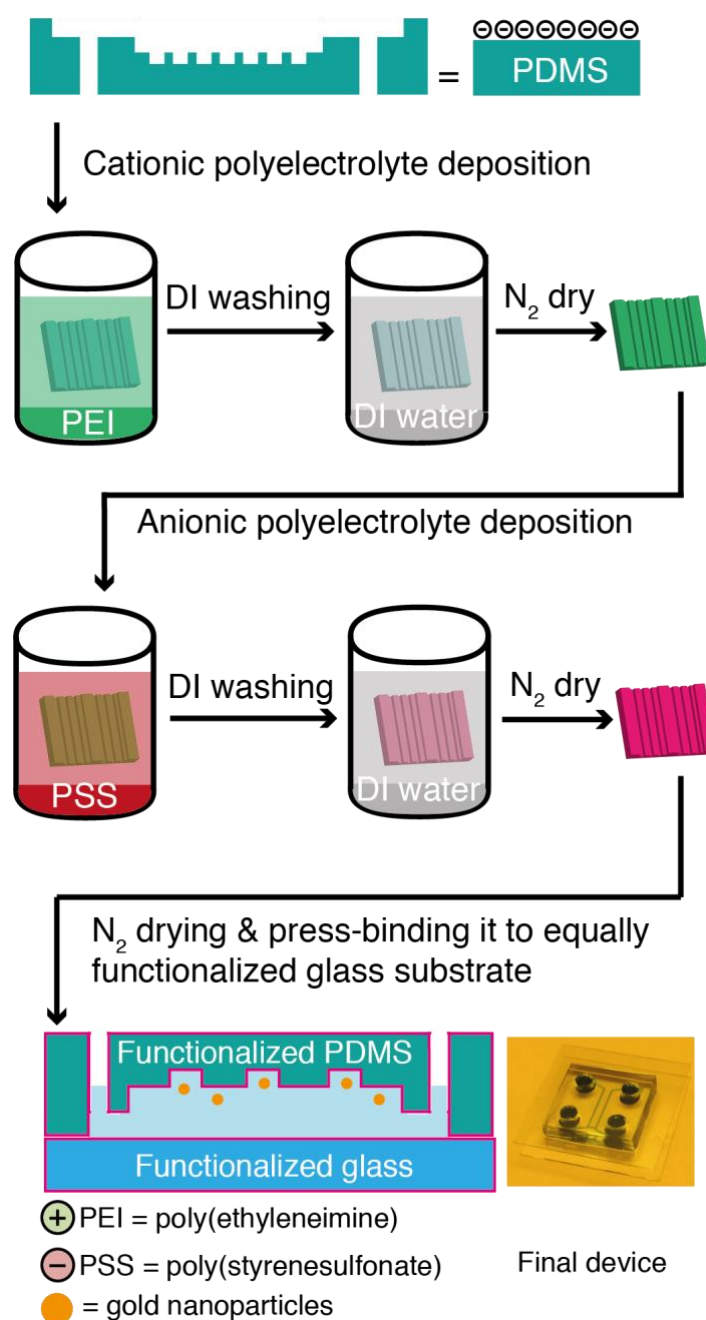 = PDMS
Cationic polyelectrolyte deposition
DI washing
N₂ dry
PEI
DI water
Anionic polyelectrolyte deposition
DI washing
N₂ dry
PSS
DI water
N₂ drying & press-binding it to equally
functionalized glass substrate
Functionalized PDMS
Functionalized glass
+ PEI = poly(ethyleneimine)
− PSS = poly(styrenesulfonate)
Final device
= gold nanoparticles